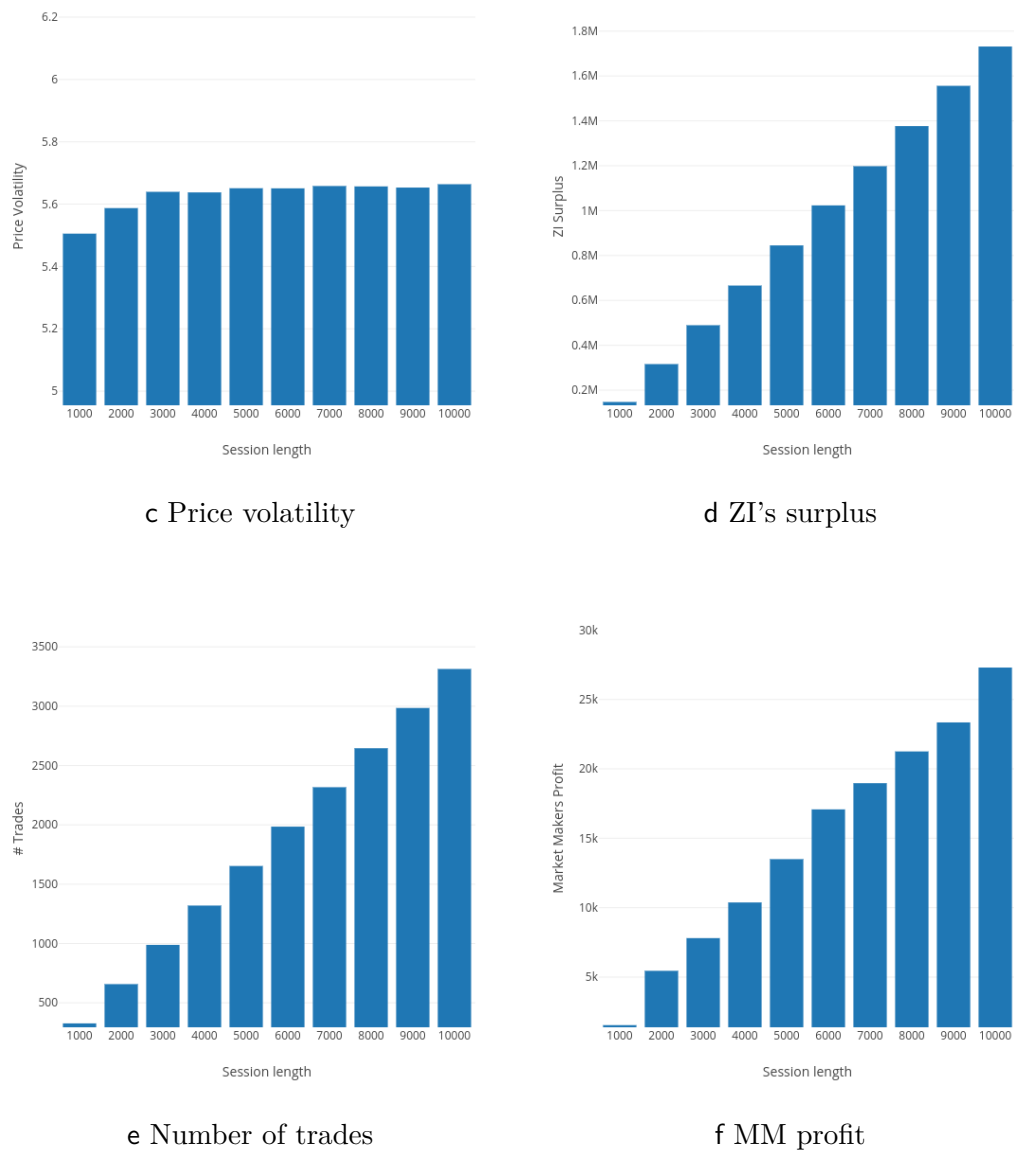 6.2
6
5.8
5.6
5.4
5.2
5
Price Volatility
1000 2000 3000 4000 5000 6000 7000 8000 9000 10000
Session length
c Price volatility
1.8M
1.6M
1.4M
1.2M
1M
0.8M
0.6M
0.4M
0.2M
ZI Surplus
1000 2000 3000 4000 5000 6000 7000 8000 9000 10000
Session length
d ZI's surplus
3500
3000
2500
2000
1500
1000
500
# Trades
1000 2000 3000 4000 5000 6000 7000 8000 9000 10000
Session length
e Number of trades
30k
25k
20k
15k
10k
5k
Market Makers Profit
1000 2000 3000 4000 5000 6000 7000 8000 9000 10000
Session length
f MM profit